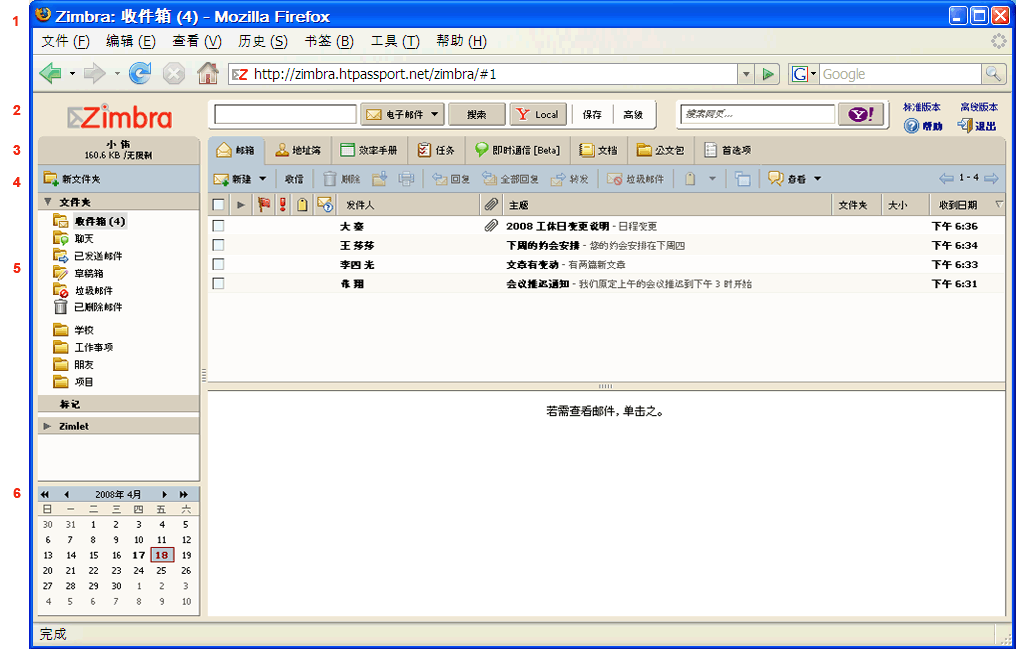 1
Zimbra: 收件箱 (4) - Mozilla Firefox
文件 (F) 编辑 (E) 查看 (V) 历史 (S) 书签 (B) 工具 (T) 帮助 (H)
http://zimbra.htpassport.net/zimbra/#1
G Google
2
Zimbra
电子邮件 搜索 Y Local 保存 高级 搜索网页... Y!
标准版本 高级版本
帮助 退出
3
小 伟
160.6 KB /无限制
邮箱 地址簿 效率手册 任务 即时通信 [Beta] 文档 公文包 首选项
4
新文件夹
新建 收信 删除 回复 全部回复 转发 垃圾邮件 查看 1 - 4
文件夹
发件人 主题 文件夹 大小 收到日期
大 秦 2008 工休日变更说明 - 日程变更 下午 6:36
王 莎莎 下周的约会安排 - 您的约会安排在下周四 下午 6:34
李四 光 文章有变动 - 有两篇新文章 下午 6:33
张 翔 会议推迟通知 - 我们原定上午的会议推迟到下午 3 时开始 下午 6:31
5
收件箱 (4)
聊天
已发送邮件
草稿箱
垃圾邮件
已删除邮件
学校
工作事项
朋友
项目
标记
Zimlet
若需查看邮件, 单击之。
6
2008年 4月
日 一 二 三 四 五 六
30 31 1 2 3 4 5
6 7 8 9 10 11 12
13 14 15 16 17 18 19
20 21 22 23 24 25 26
27 28 29 30 1 2 3
4 5 6 7 8 9 10
完成